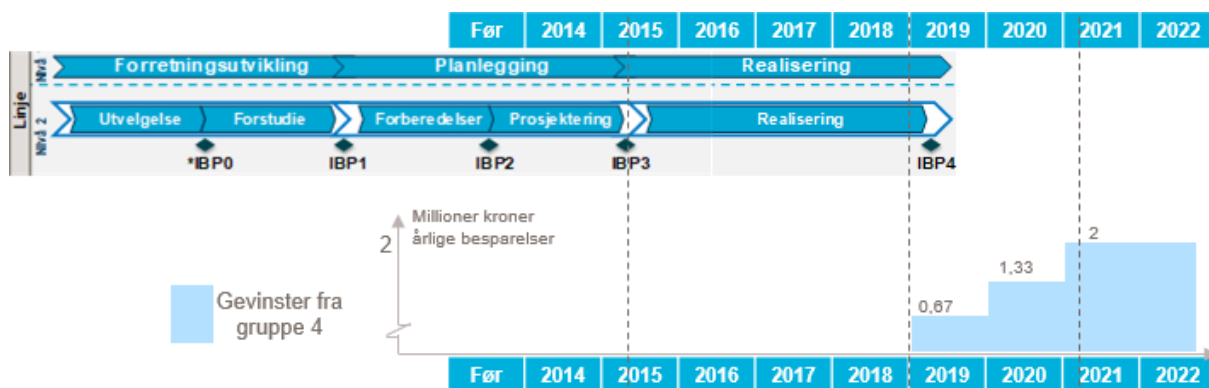 Før 2014 2015 2016 2017 2018 2019 2020 2021 2022
Linje
Nivå
Forretningsutvikling Planlegging Realisering
Nivå 2
Utvelgelse Forstudie Forberedelser Prosjektering Realisering
*IBP0 IBP1 IBP2 IBP3 IBP4
Millioner kroner
årlige besparelser
2
2
1,33
0,67
Gevinster fra
gruppe 4
Før 2014 2015 2016 2017 2018 2019 2020 2021 2022